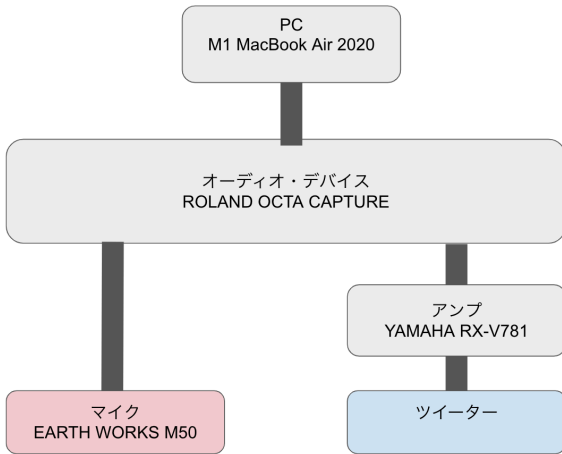 PC
M1 MacBook Air 2020
オーディオ・デバイス
ROLAND OCTA CAPTURE
アンプ
YAMAHA RX-V781
マイク
EARTH WORKS M50
ツイーター